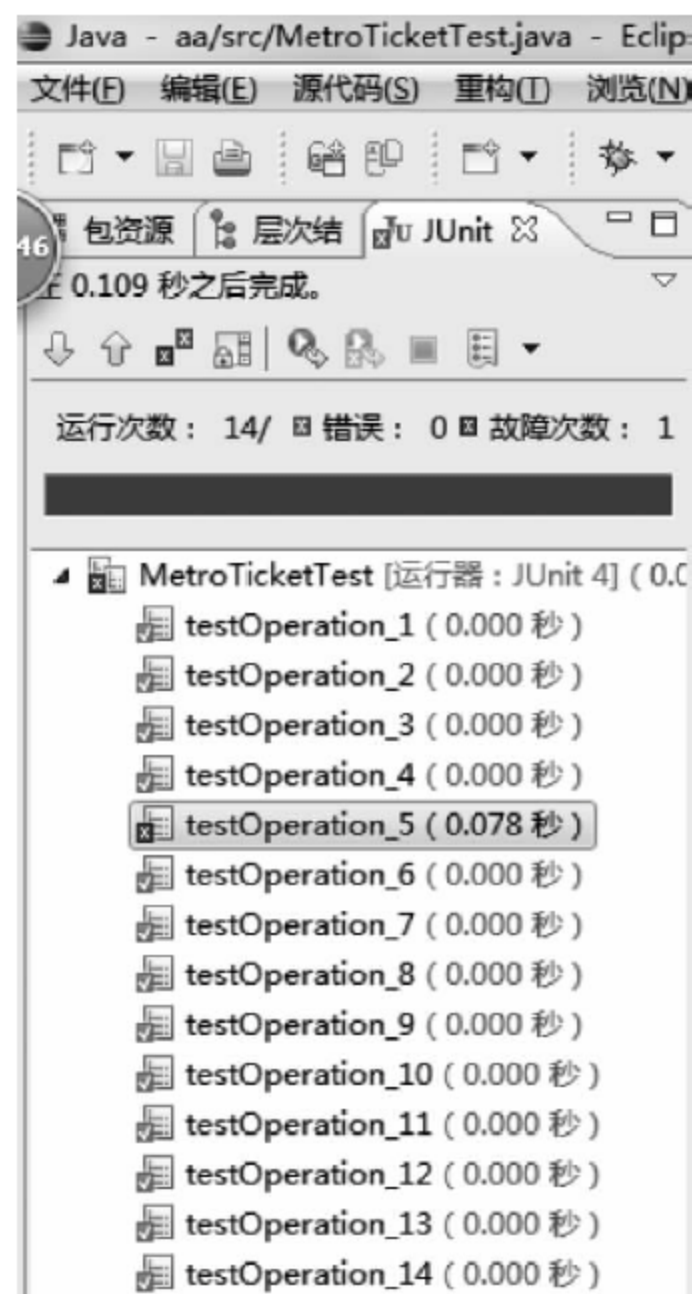 Java - aa/src/MetroTicketTest.java - Eclip
文件(F) 编辑(E) 源代码(S) 重构(T) 浏览(N)
包资源 层次结 JU JUnit
46
在 0.109 秒之后完成。
运行次数： 14/ 错误： 0 故障次数： 1
MetroTicketTest [运行器：JUnit 4] ( 0.0
testOperation_1 ( 0.000 秒 )
testOperation_2 ( 0.000 秒 )
testOperation_3 ( 0.000 秒 )
testOperation_4 ( 0.000 秒 )
testOperation_5 ( 0.078 秒 )
testOperation_6 ( 0.000 秒 )
testOperation_7 ( 0.000 秒 )
testOperation_8 ( 0.000 秒 )
testOperation_9 ( 0.000 秒 )
testOperation_10 ( 0.000 秒 )
testOperation_11 ( 0.000 秒 )
testOperation_12 ( 0.000 秒 )
testOperation_13 ( 0.000 秒 )
testOperation_14 ( 0.000 秒 )